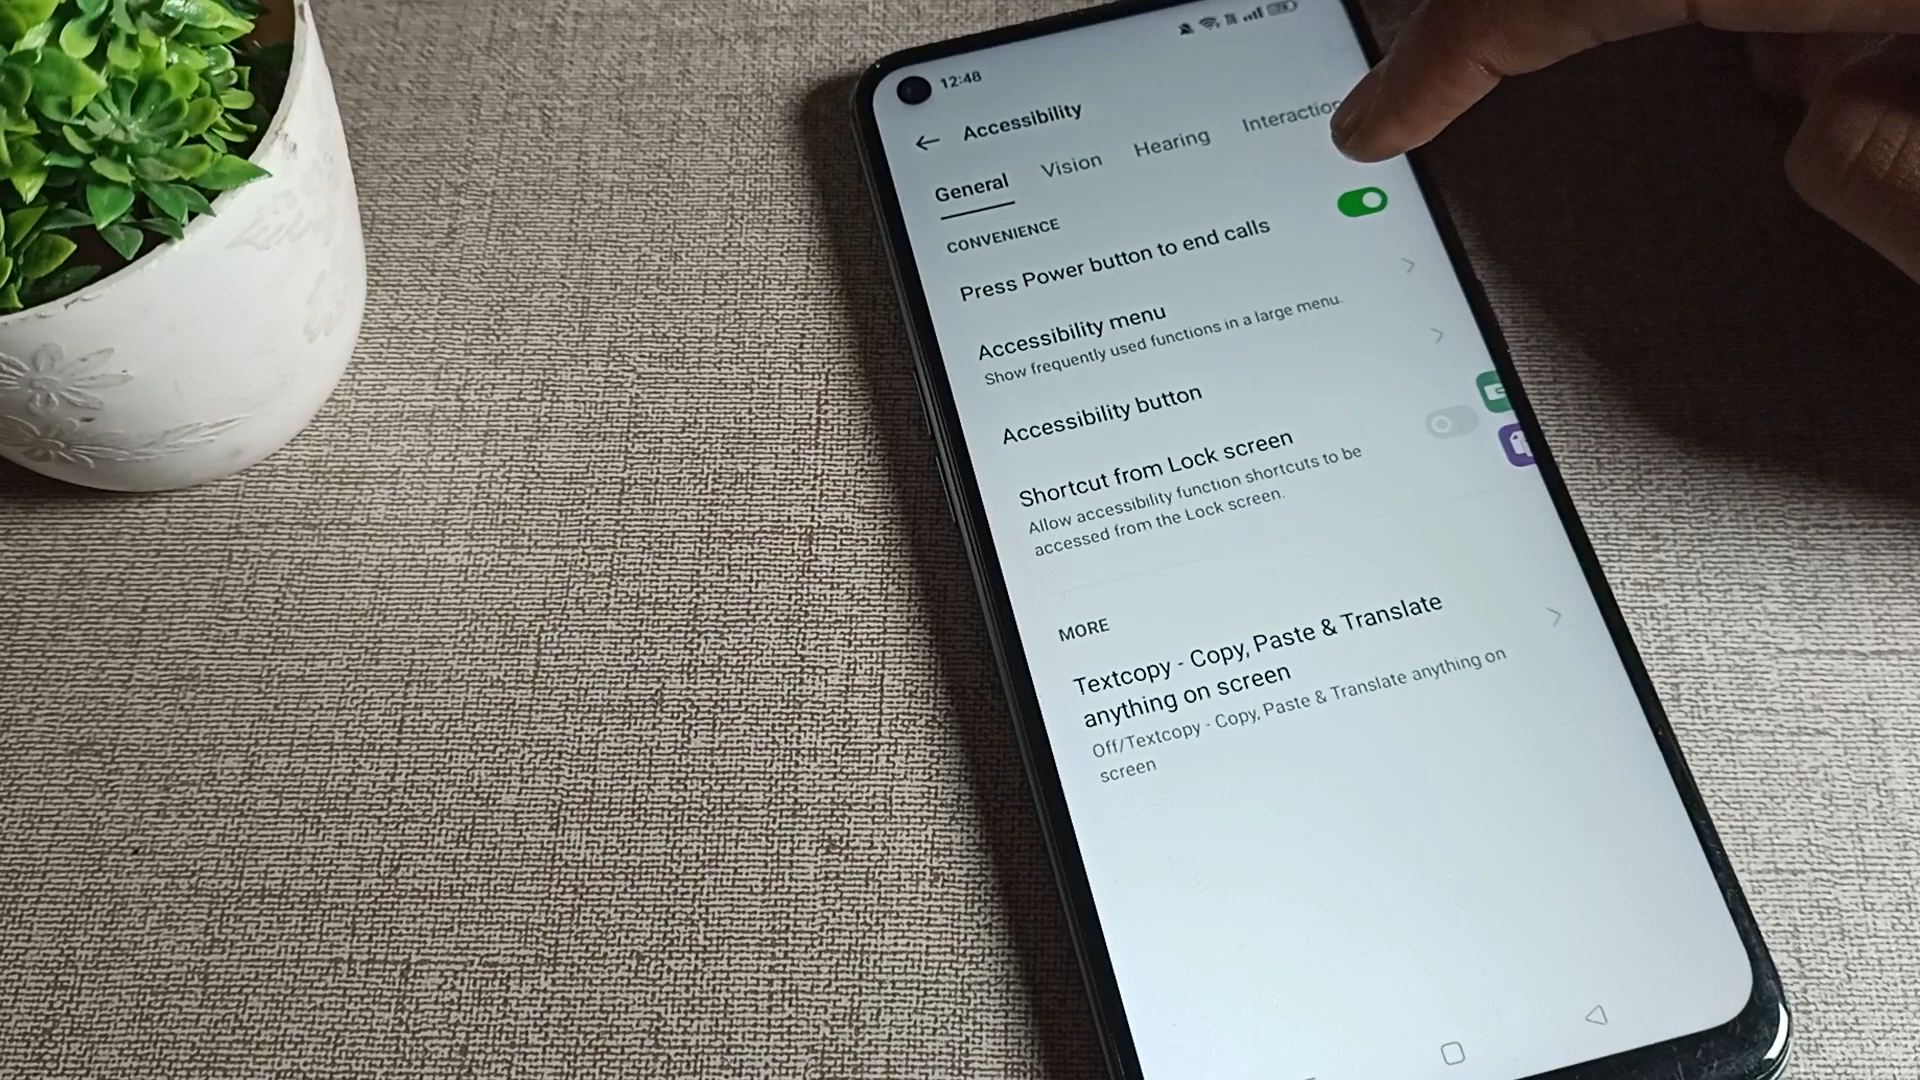 12:48
Accessibility
General Vision Hearing Interaction
CONVENIENCE
Press Power button to end calls
Accessibility menu
Show frequently used functions in a large menu.
Accessibility button
Shortcut from Lock screen
Allow accessibility function shortcuts to be
accessed from the Lock screen.
MORE
Textcopy - Copy, Paste & Translate
anything on screen
Off/Textcopy - Copy, Paste & Translate anything on
screen